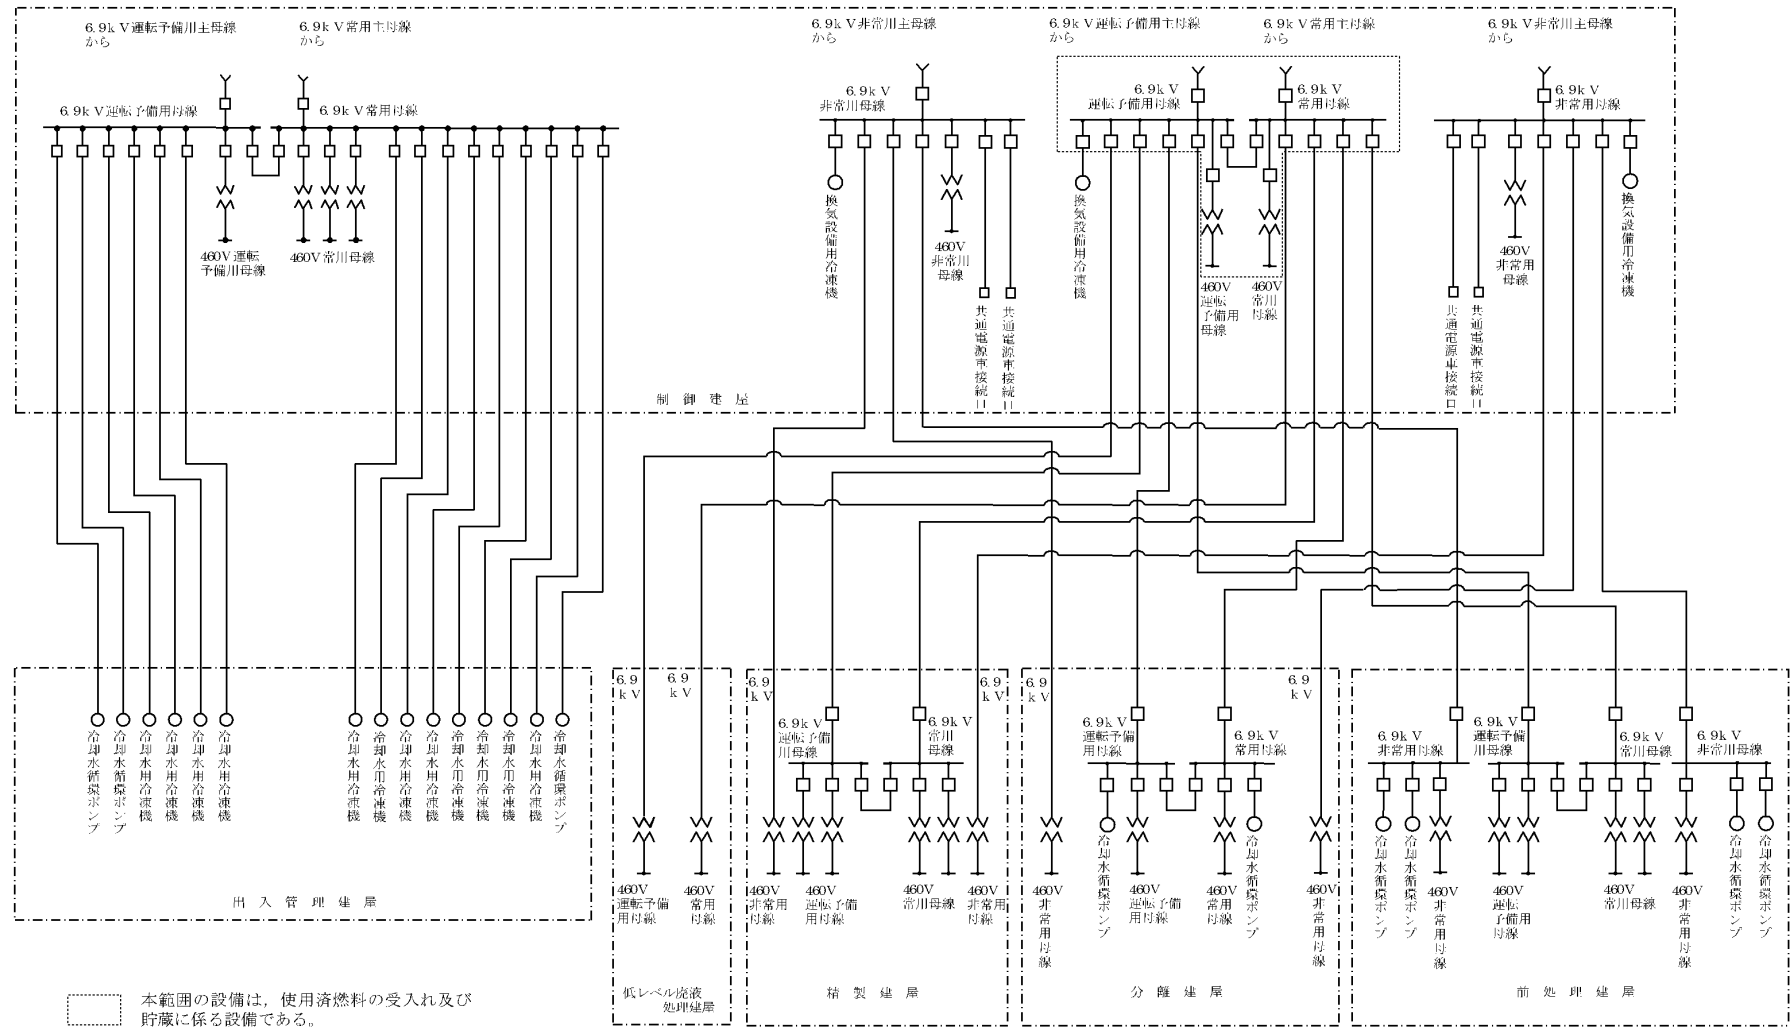 6.9kV運転予備用主母線
から
6.9kV常用主母線
から
6.9kV非常用主母線
から
6.9kV運転予備用主母線
から
6.9kV常用主母線
から
6.9kV非常用主母線
から
6.9kV運転予備用母線
6.9kV常用母線
6.9kV
非常用母線
6.9kV
運転予備用母線
6.9kV
常用母線
6.9kV
非常用母線
460V運転
予備用母線
460V常用母線
換気設備用冷凍機
460V
非常用
母線
共通電源車接続口
共通電源車接続口
換気設備用冷凍機
460V
運転
予備用
母線
460V
常用
母線
共通電源車接続口
共通電源車接続口
460V
非常用
母線
換気設備用冷凍機
制御建屋
冷却水循環ポンプ
冷却水循環ポンプ
冷却水用冷凍機
冷却水用冷凍機
冷却水用冷凍機
冷却水用冷凍機
冷却水用冷凍機
冷却水用冷凍機
冷却水用冷凍機
冷却水用冷凍機
冷却水用冷凍機
冷却水用冷凍機
冷却水用冷凍機
冷却水用冷凍機
冷却水循環ポンプ
出入管理建屋
6.9
kV
6.9
kV
460V
運転予備
用母線
460V
常用
母線
低レベル廃液
処理建屋
6.9
kV
6.9kV
運転予備
用母線
6.9kV
常用
母線
6.9
kV
460V
非常用
母線
460V
運転予備
用母線
460V
常用母線
460V
非常用
母線
精製建屋
6.9
kV
6.9kV
運転予備
用母線
6.9kV
常用母線
6.9
kV
460V
非常用母線
冷却水循環ポンプ
460V
運転予備
用母線
460V
常用
母線
冷却水循環ポンプ
460V
非常用母線
分離建屋
6.9kV
非常用母線
6.9kV
運転予備
用母線
6.9kV
常用母線
6.9kV
非常用母線
冷却水循環ポンプ
冷却水循環ポンプ
460V
非常用母線
460V
運転
予備用
母線
460V
常用母線
460V
非常用母線
冷却水循環ポンプ
冷却水循環ポンプ
前処理建屋
本範囲の設備は，使用済燃料の受入れ及び
貯蔵に係る設備である。